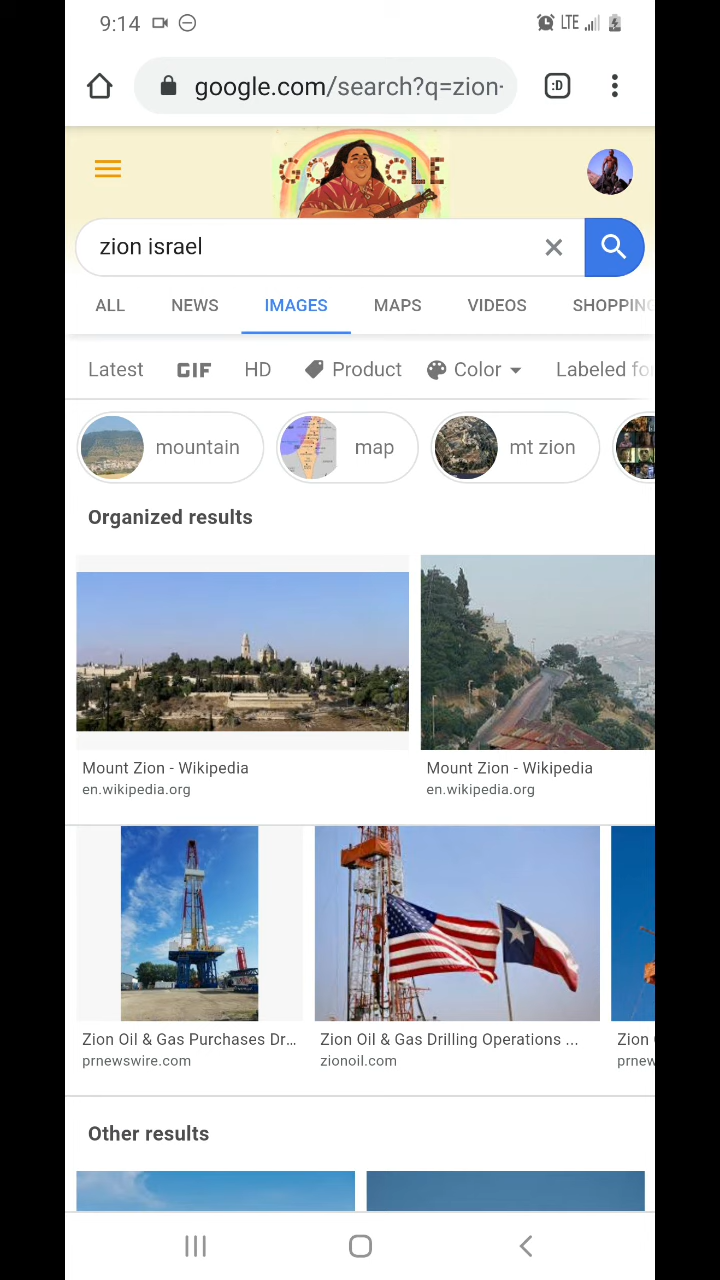 9:14 LTE
google.com/search?q=zion-
:D
GOOGLE
zion israel
ALL NEWS IMAGES MAPS VIDEOS SHOPPING
Latest GIF HD Product Color Labeled fo
mountain map mt zion
Organized results
Mount Zion - Wikipedia
en.wikipedia.org
Mount Zion - Wikipedia
en.wikipedia.org
Zion Oil & Gas Purchases Dr...
prnewswire.com
Zion Oil & Gas Drilling Operations ...
zionoil.com
Zion
prnew
Other results